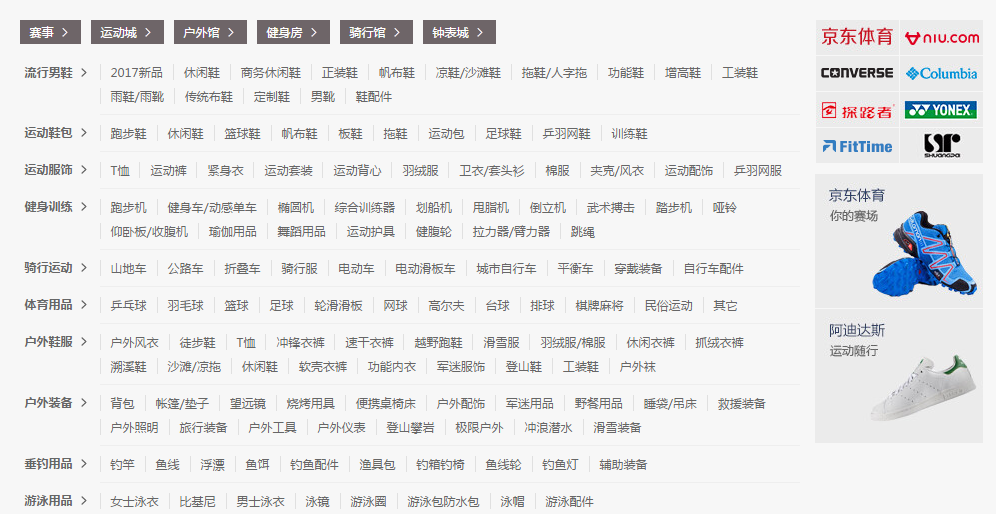 赛事 > 运动城 > 户外馆 > 健身房 > 骑行馆 > 钟表城 >
流行男鞋 > 2017新品 休闲鞋 商务休闲鞋 正装鞋 帆布鞋 凉鞋/沙滩鞋 拖鞋/人字拖 功能鞋 增高鞋 工装鞋
雨鞋/雨靴 传统布鞋 定制鞋 男靴 鞋配件
运动鞋包 > 跑步鞋 休闲鞋 篮球鞋 帆布鞋 板鞋 拖鞋 运动包 足球鞋 乒羽网鞋 训练鞋
运动服饰 > T恤 运动裤 紧身衣 运动套装 运动背心 羽绒服 卫衣/套头衫 棉服 夹克/风衣 运动配饰 乒羽网服
健身训练 > 跑步机 健身车/动感单车 椭圆机 综合训练器 划船机 甩脂机 倒立机 武术搏击 踏步机 哑铃
仰卧板/收腹机 瑜伽用品 舞蹈用品 运动护具 健腹轮 拉力器/臂力器 跳绳
骑行运动 > 山地车 公路车 折叠车 骑行服 电动车 电动滑板车 城市自行车 平衡车 穿戴装备 自行车配件
体育用品 > 乒乓球 羽毛球 篮球 足球 轮滑滑板 网球 高尔夫 台球 排球 棋牌麻将 民俗运动 其它
户外鞋服 > 户外风衣 徒步鞋 T恤 冲锋衣裤 速干衣裤 越野跑鞋 滑雪服 羽绒服/棉服 休闲衣裤 抓绒衣裤
溯溪鞋 沙滩/凉拖 休闲鞋 软壳衣裤 功能内衣 军迷服饰 登山鞋 工装鞋 户外袜
户外装备 > 背包 帐篷/垫子 望远镜 烧烤用具 便携桌椅床 户外配饰 军迷用品 野餐用品 睡袋/吊床 救援装备
户外照明 旅行装备 户外工具 户外仪表 登山攀岩 极限户外 冲浪潜水 滑雪装备
垂钓用品 > 钓竿 鱼线 浮漂 鱼饵 钓鱼配件 渔具包 钓箱钓椅 鱼线轮 钓鱼灯 辅助装备
游泳用品 > 女士泳衣 比基尼 男士泳衣 泳镜 游泳圈 游泳包防水包 泳帽 游泳配件
京东体育 niu.com
CONVERSE Columbia
探路者 YONEX
FitTime SHUANGPAI
京东体育
你的赛场
阿迪达斯
运动随行